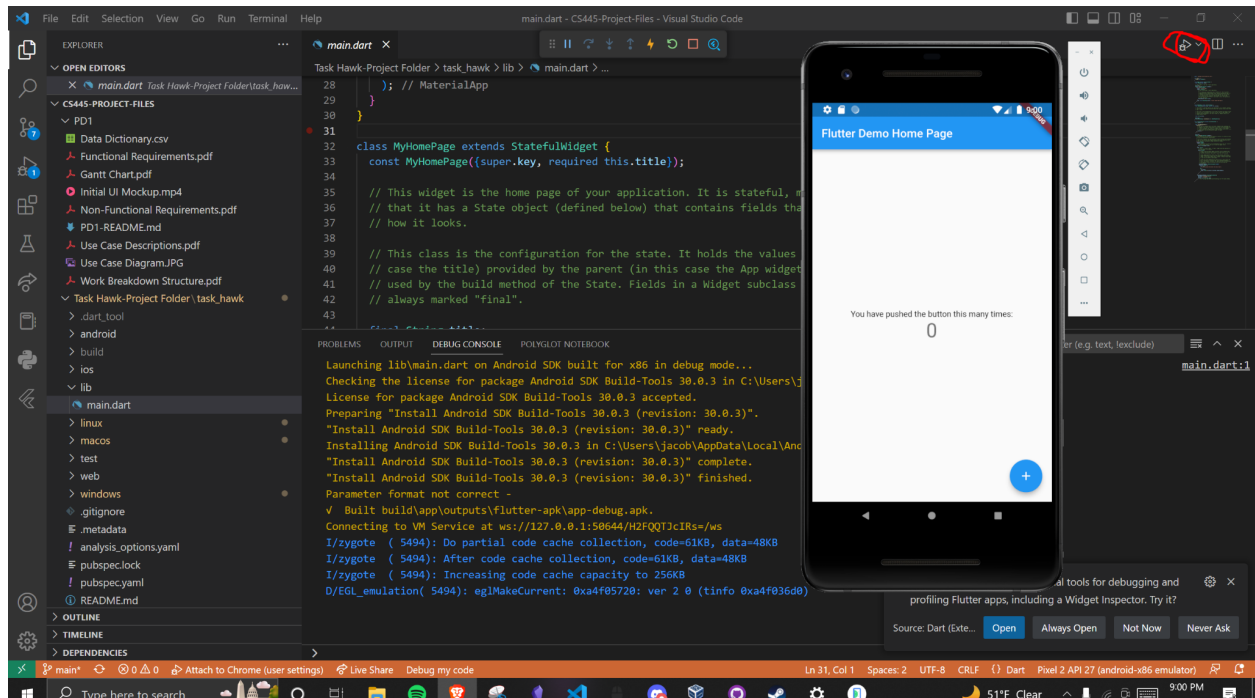 File Edit Selection View Go Run Terminal Help
main.dart - CS445-Project-Files - Visual Studio Code
EXPLORER
OPEN EDITORS
main.dart Task Hawk-Project Folder\task_haw...
CS445-PROJECT-FILES
PD1
Data Dictionary.csv
Functional Requirements.pdf
Gantt Chart.pdf
Initial UI Mockup.mp4
Non-Functional Requirements.pdf
PD1-README.md
Use Case Descriptions.pdf
Use Case Diagram.JPG
Work Breakdown Structure.pdf
Task Hawk-Project Folder\task_hawk
.dart_tool
android
build
ios
lib
main.dart
linux
macos
test
web
windows
.gitignore
.metadata
analysis_options.yaml
pubspec.lock
pubspec.yaml
README.md
OUTLINE
TIMELINE
DEPENDENCIES
7
1
main.dart
Task Hawk-Project Folder > task_hawk > lib > main.dart > ...
28 ); // MaterialApp
29 }
30 }
31
32 class MyHomePage extends StatefulWidget {
33 const MyHomePage({super.key, required this.title});
34
35 // This widget is the home page of your application. It is stateful, m
36 // that it has a State object (defined below) that contains fields tha
37 // how it looks.
38
39 // This class is the configuration for the state. It holds the values
40 // case the title) provided by the parent (in this case the App widget
41 // used by the build method of the State. Fields in a Widget subclass
42 // always marked "final".
43
44 final String title;
PROBLEMS OUTPUT DEBUG CONSOLE POLYGLOT NOTEBOOK
er (e.g. text, !exclude)
main.dart:1
Launching lib\main.dart on Android SDK built for x86 in debug mode...
Checking the license for package Android SDK Build-Tools 30.0.3 in C:\Users\j
License for package Android SDK Build-Tools 30.0.3 accepted.
Preparing "Install Android SDK Build-Tools 30.0.3 (revision: 30.0.3)".
"Install Android SDK Build-Tools 30.0.3 (revision: 30.0.3)" ready.
Installing Android SDK Build-Tools 30.0.3 in C:\Users\jacob\AppData\Local\And
"Install Android SDK Build-Tools 30.0.3 (revision: 30.0.3)" complete.
"Install Android SDK Build-Tools 30.0.3 (revision: 30.0.3)" finished.
Parameter format not correct -
√ Built build\app\outputs\flutter-apk\app-debug.apk.
Connecting to VM Service at ws://127.0.0.1:50644/H2FQQTJcIRs=/ws
I/zygote ( 5494): Do partial code cache collection, code=61KB, data=48KB
I/zygote ( 5494): After code cache collection, code=61KB, data=48KB
I/zygote ( 5494): Increasing code cache capacity to 256KB
D/EGL_emulation( 5494): eglMakeCurrent: 0xa4f05720: ver 2 0 (tinfo 0xa4f036d0)
9:00
DEBUG
Flutter Demo Home Page
You have pushed the button this many times:
0
al tools for debugging and
profiling Flutter apps, including a Widget Inspector. Try it?
Source: Dart (Exte... Open Always Open Not Now Never Ask
main* 0 0 Attach to Chrome (user settings) Live Share Debug my code
Ln 31, Col 1 Spaces: 2 UTF-8 CRLF {} Dart Pixel 2 API 27 (android-x86 emulator)
Type here to search
51°F Clear
9:00 PM